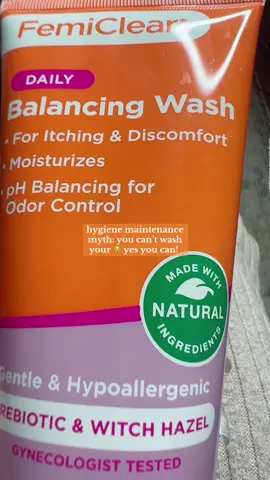 FemiClear
DAILY
Balancing Wash
• For Itching & Discomfort
• Moisturizes
• pH Balancing for
Odor Control
hygiene maintenance
myth: you can't wash
your 😺 yes you can!
MADE WITH
NATURAL
INGREDIENTS
Gentle & Hypoallergenic
REBIOTIC & WITCH HAZEL
GYNECOLOGIST TESTED